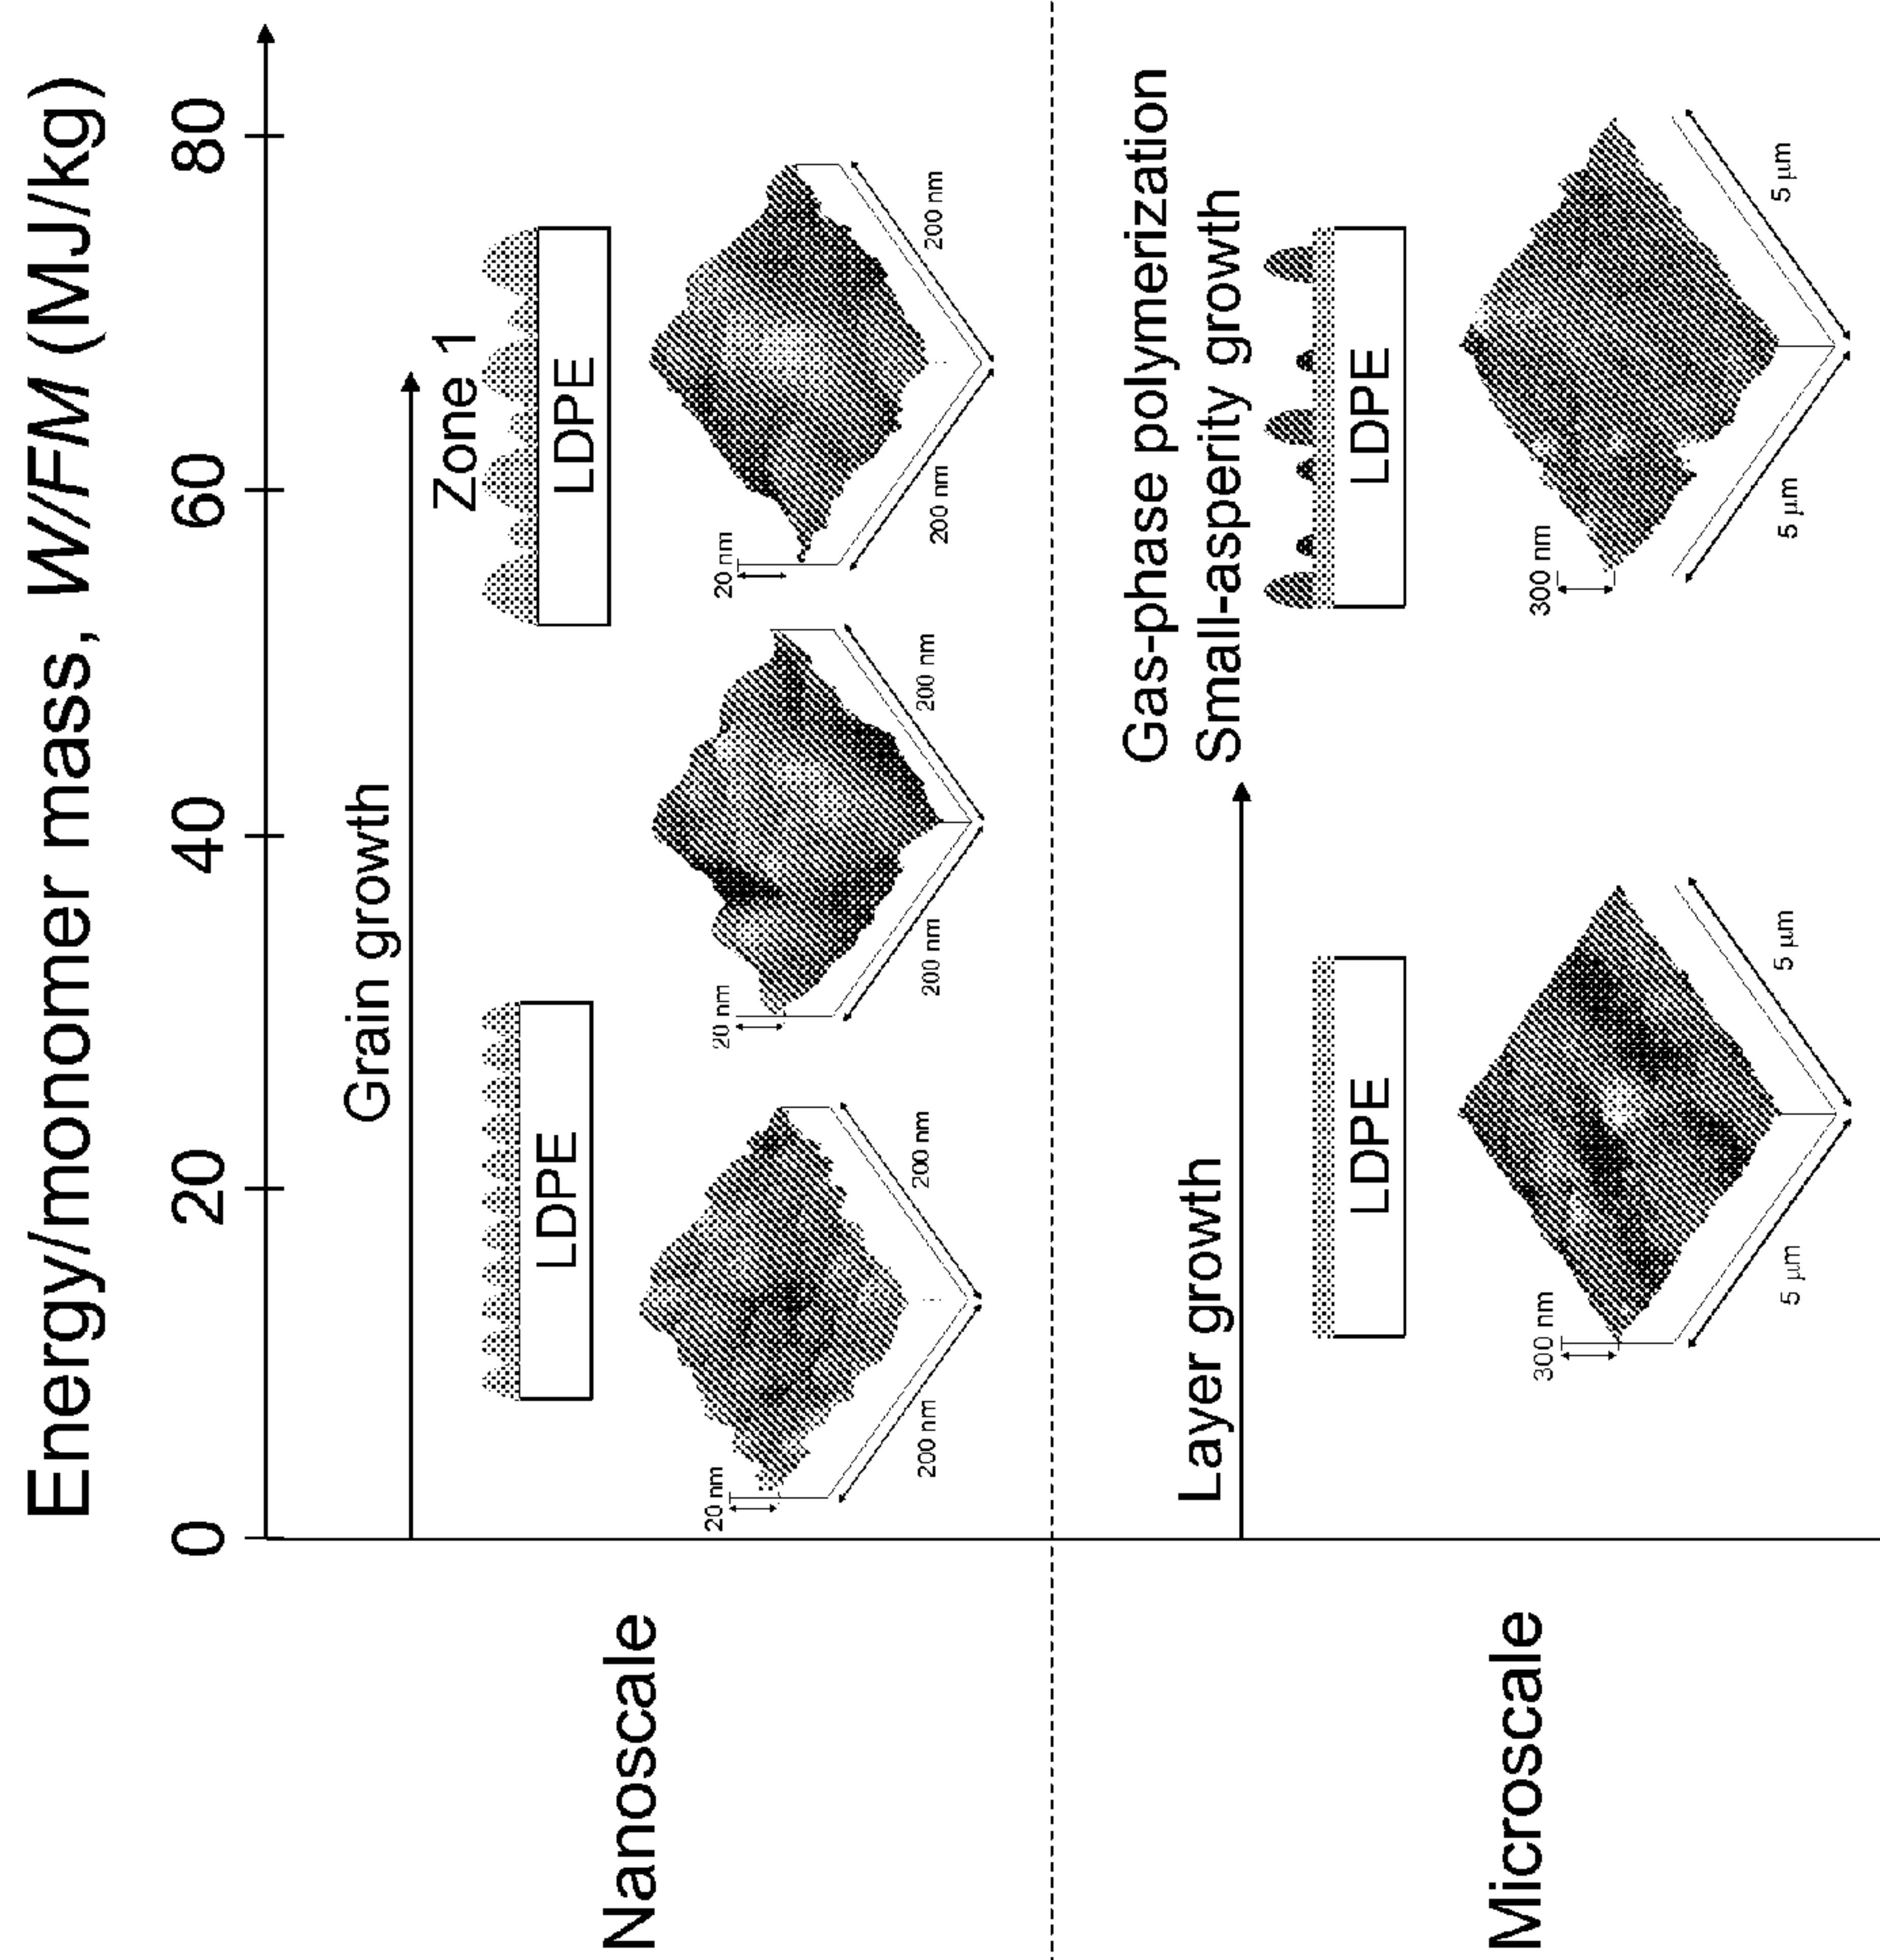 Energy/monomer mass, W/FM (MJ/kg)
0 20 40 60 80
Grain growth
Zone 1
LDPE
LDPE
20 nm
200 nm
200 nm
20 nm
200 nm
200 nm
20 nm
200 nm
200 nm
Nanoscale
Gas-phase polymerization
Layer growth
Small-asperity growth
LDPE
LDPE
300 nm
5 μm
5 μm
300 nm
5 μm
5 μm
Microscale